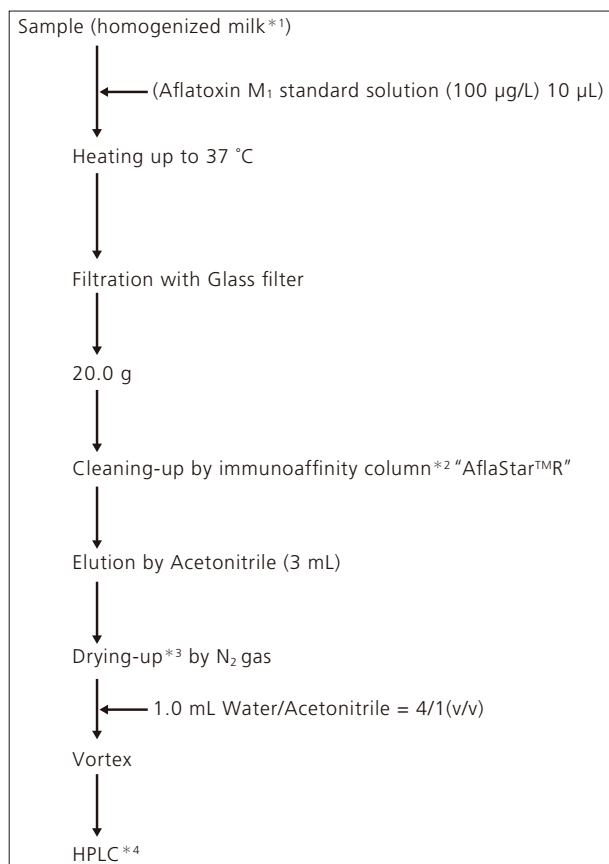 Sample (homogenized milk*1)
(Aflatoxin M₁ standard solution (100 µg/L) 10 µL)
Heating up to 37 ˚C
Filtration with Glass filter
20.0 g
Cleaning-up by immunoaffinity column*2 “AflaStar™R”
Elution by Acetonitrile (3 mL)
Drying-up*3 by N₂ gas
1.0 mL Water/Acetonitrile = 4/1(v/v)
Vortex
HPLC*4